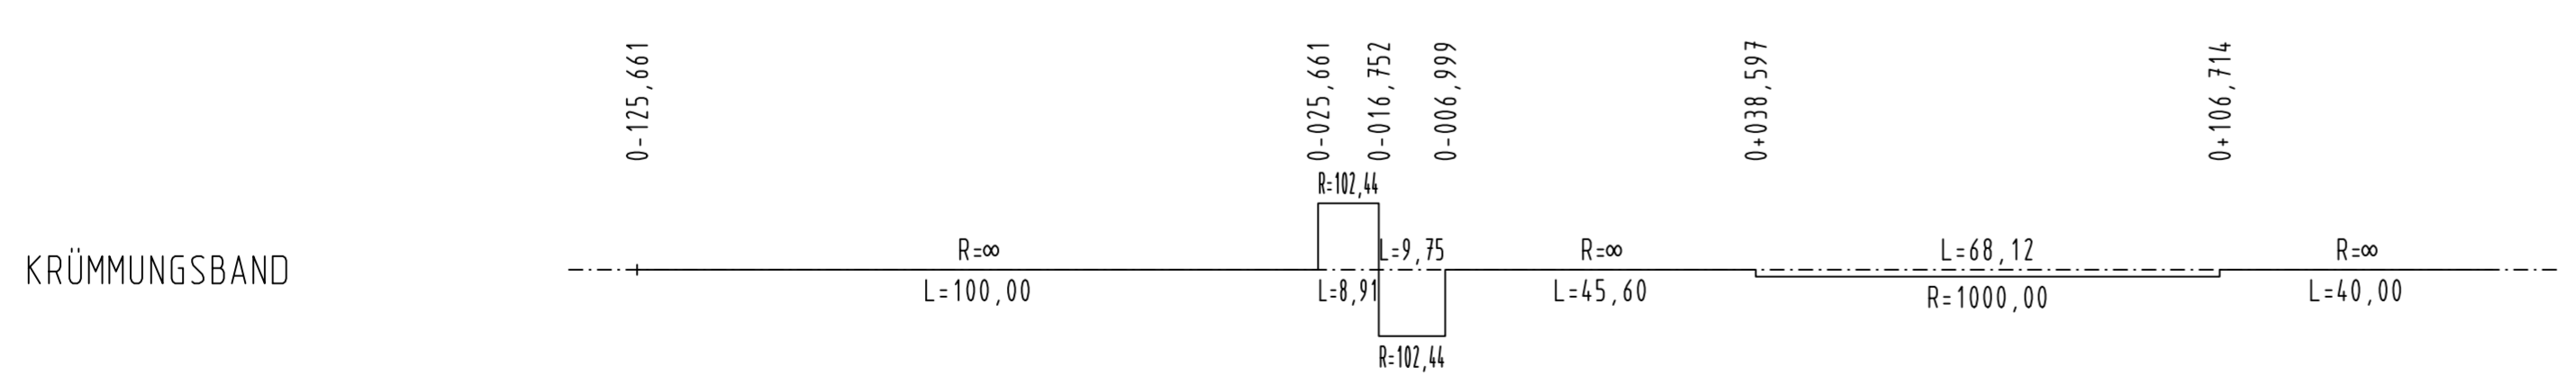 0-125,661
0-025,661
0-016,752
0-006,999
0+038,597
0+106,714
R=102,44
KRÜMMUNGSBAND
R=∞
L=9,75
R=∞
L=68,12
R=∞
L=100,00
L=8,91
L=45,60
R=1000,00
L=40,00
R=102,44